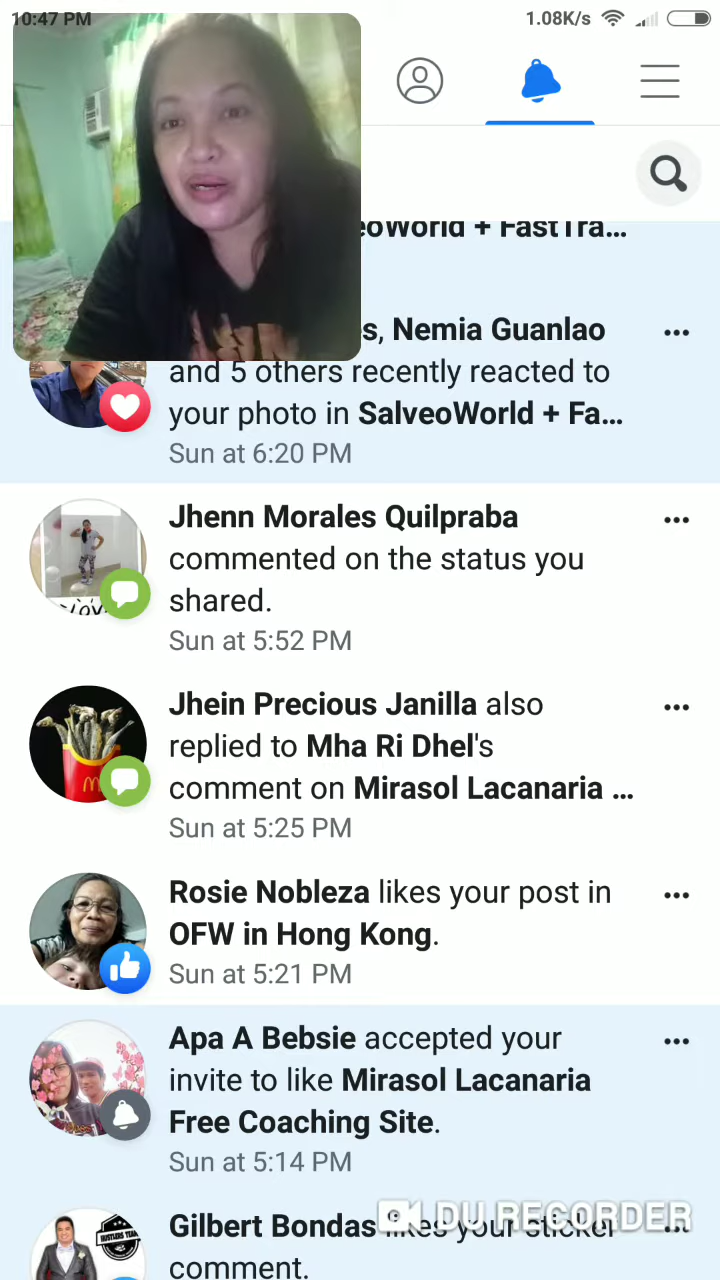 10:47 PM
1.08K/s
eoWorld + FastTra...
s, Nemia Guanlao
and 5 others recently reacted to
your photo in SalveoWorld + Fa...
Sun at 6:20 PM
Jhenn Morales Quilpraba
commented on the status you
shared.
Sun at 5:52 PM
Jhein Precious Janilla also
replied to Mha Ri Dhel's
comment on Mirasol Lacanaria ...
Sun at 5:25 PM
Rosie Nobleza likes your post in
OFW in Hong Kong.
Sun at 5:21 PM
Apa A Bebsie accepted your
invite to like Mirasol Lacanaria
Free Coaching Site.
Sun at 5:14 PM
HUSTLERS TEAM
Gilbert Bondas likes your sticker
comment.
DU RECORDER